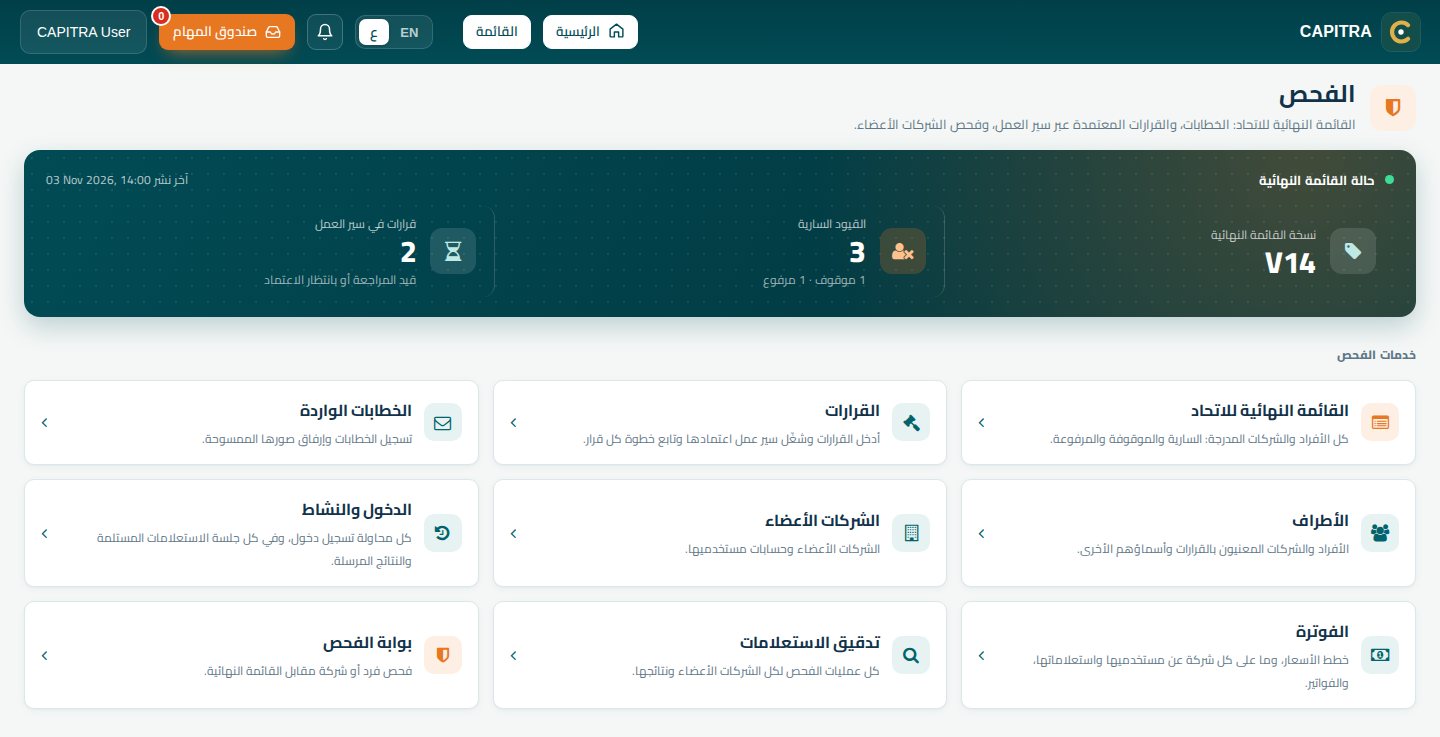 CAPITRA
الرئيسية
القائمة
EN
ع
صندوق المهام
0
CAPITRA User
الفحص
القائمة النهائية للاتحاد: الخطابات، والقرارات المعتمدة عبر سير العمل، وفحص الشركات الأعضاء.
حالة القائمة النهائية
آخر نشر 03 Nov 2026, 14:00
نسخة القائمة النهائية
V14
القيود السارية
3
1 موقوف · 1 مرفوع
قرارات في سير العمل
2
قيد المراجعة أو بانتظار الاعتماد
خدمات الفحص
القائمة النهائية للاتحاد
كل الأفراد والشركات المدرجة: السارية والموقوفة والمرفوعة.
القرارات
أدخل القرارات وشغّل سير عمل اعتمادها وتابع خطوة كل قرار.
الخطابات الواردة
تسجيل الخطابات وإرفاق صورها الممسوحة.
الأطراف
الأفراد والشركات المعنيون بالقرارات وأسماؤهم الأخرى.
الشركات الأعضاء
الشركات الأعضاء وحسابات مستخدميها.
الدخول والنشاط
كل محاولة تسجيل دخول، وفي كل جلسة الاستعلامات المستلمة
والنتائج المرسلة.
الفوترة
خطط الأسعار، وما على كل شركة عن مستخدميها واستعلاماتها،
والفواتير.
تدقيق الاستعلامات
كل عمليات الفحص لكل الشركات الأعضاء ونتائجها.
بوابة الفحص
فحص فرد أو شركة مقابل القائمة النهائية.